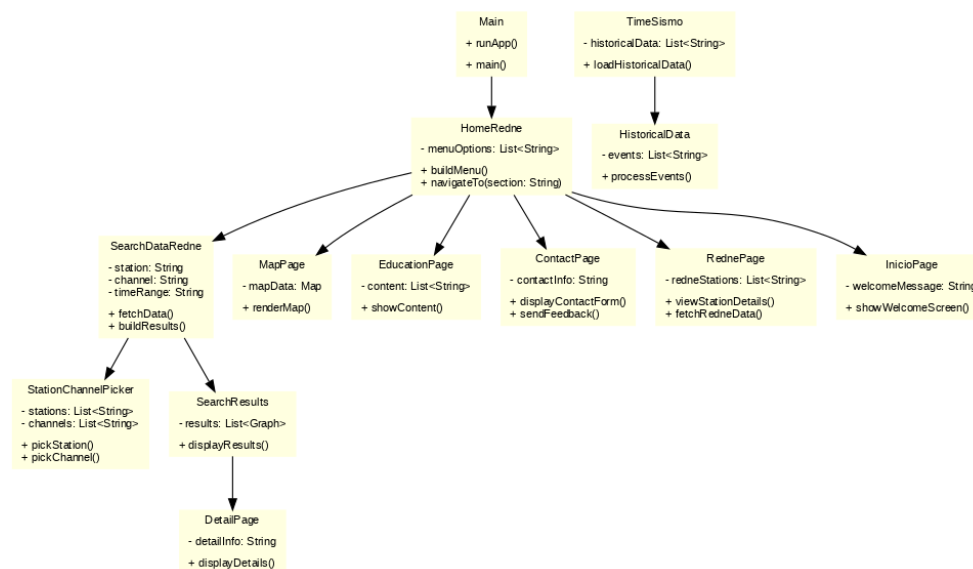 Main
+ runApp()
+ main()
TimeSismo
- historicalData: List<String>
+ loadHistoricalData()
HomeRedne
- menuOptions: List<String>
+ buildMenu()
+ navigateTo(section: String)
HistoricalData
- events: List<String>
+ processEvents()
SearchDataRedne
- station: String
- channel: String
- timeRange: String
+ fetchData()
+ buildResults()
MapPage
- mapData: Map
+ renderMap()
EducationPage
- content: List<String>
+ showContent()
ContactPage
- contactInfo: String
+ displayContactForm()
+ sendFeedback()
RednePage
- redneStations: List<String>
+ viewStationDetails()
+ fetchRedneData()
InicioPage
- welcomeMessage: String
+ showWelcomeScreen()
StationChannelPicker
- stations: List<String>
- channels: List<String>
+ pickStation()
+ pickChannel()
SearchResults
- results: List<Graph>
+ displayResults()
DetailPage
- detailInfo: String
+ displayDetails()